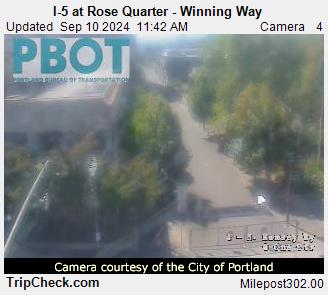 I-5 at Rose Quarter - Winning Way
Updated Sep 10 2024 11:42 AM Camera 4
PBOT
PORTLAND BUREAU OF TRANSPORTATION
Camera courtesy of the City of Portland
TripCheck.com Milepost302.00